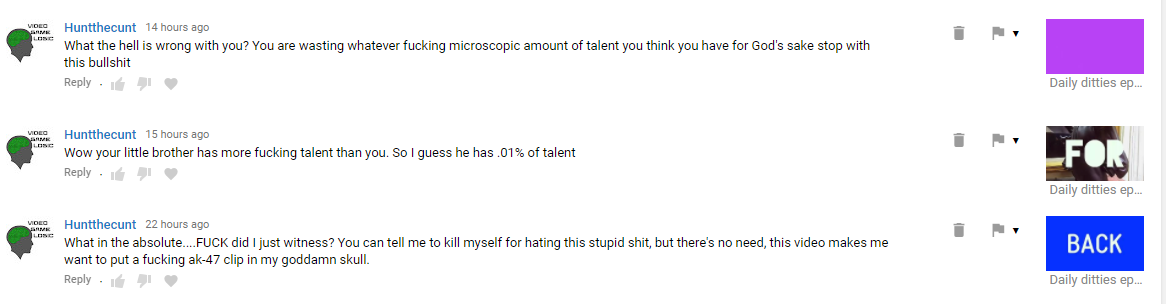 VIDEO
GAME
LOGIC
Huntthecunt 14 hours ago
What the hell is wrong with you? You are wasting whatever fucking microscopic amount of talent you think you have for God's sake stop with
this bullshit
Reply
Daily ditties ep...
VIDEO
GAME
LOGIC
Huntthecunt 15 hours ago
Wow your little brother has more fucking talent than you. So I guess he has .01% of talent
Reply
FOR
Daily ditties ep...
VIDEO
GAME
LOGIC
Huntthecunt 22 hours ago
What in the absolute....FUCK did I just witness? You can tell me to kill myself for hating this stupid shit, but there's no need, this video makes me
want to put a fucking ak-47 clip in my goddamn skull.
Reply
BACK
Daily ditties ep...